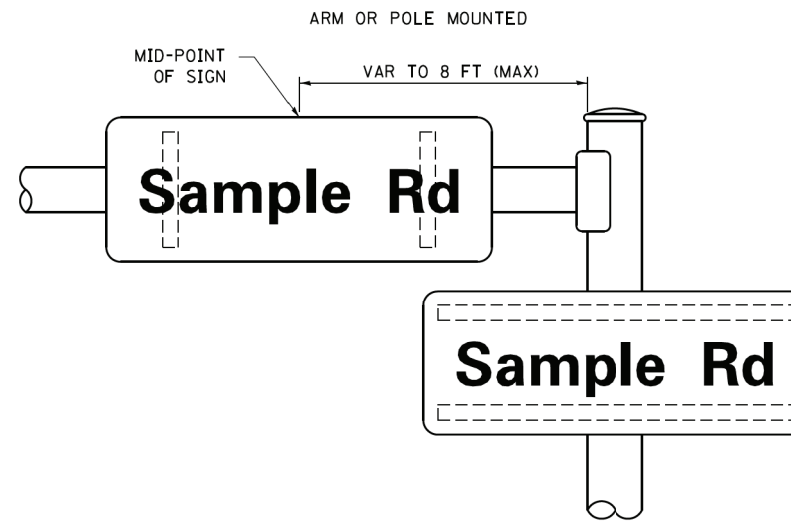 ARM OR POLE MOUNTED
MID-POINT
OF SIGN
VAR TO 8 FT (MAX)
Sample Rd
Sample Rd